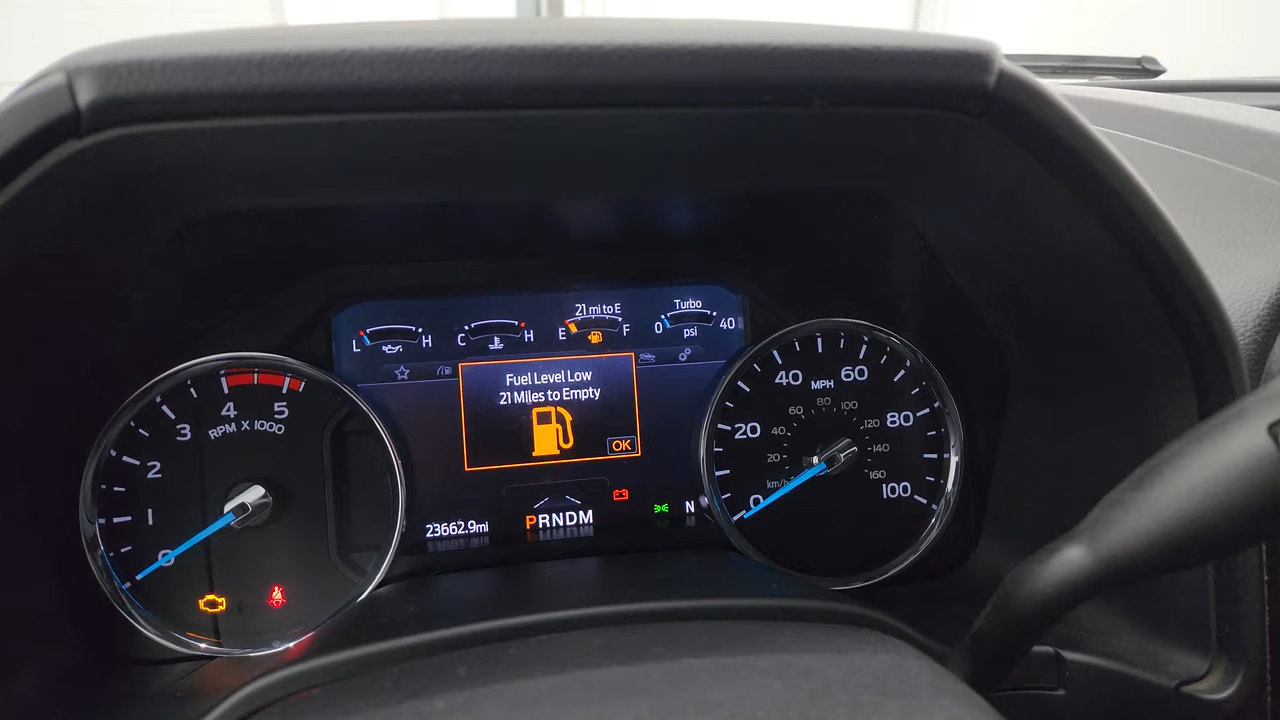 21 mi to E
Turbo
L H
C H
E F
0 40
psi
Fuel Level Low
21 Miles to Empty
OK
23662.9mi
PRNDM
N
0
1
2
3
4
5
RPM X 1000
0
20
40
60
80
100
MPH
km/h
20
40
60
80
100
120
140
160